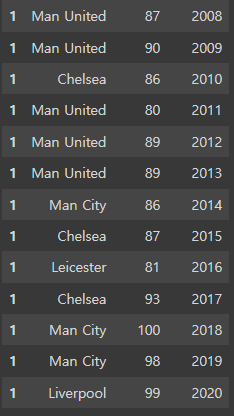 1 Man United 87 2008
1 Man United 90 2009
1 Chelsea 86 2010
1 Man United 80 2011
1 Man United 89 2012
1 Man United 89 2013
1 Man City 86 2014
1 Chelsea 87 2015
1 Leicester 81 2016
1 Chelsea 93 2017
1 Man City 100 2018
1 Man City 98 2019
1 Liverpool 99 2020